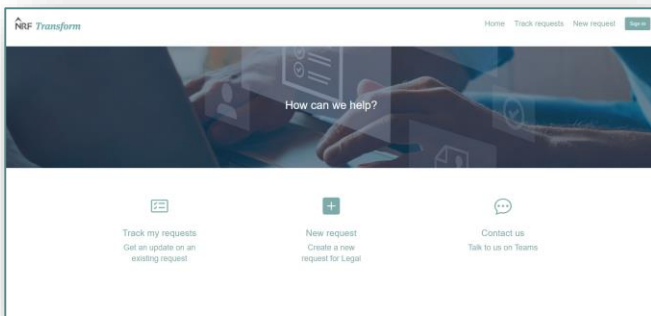 NRF Transform
Home Track requests New request Sign in
How can we help?
Track my requests
Get an update on an
existing request
New request
Create a new
request for Legal
Contact us
Talk to us on Teams